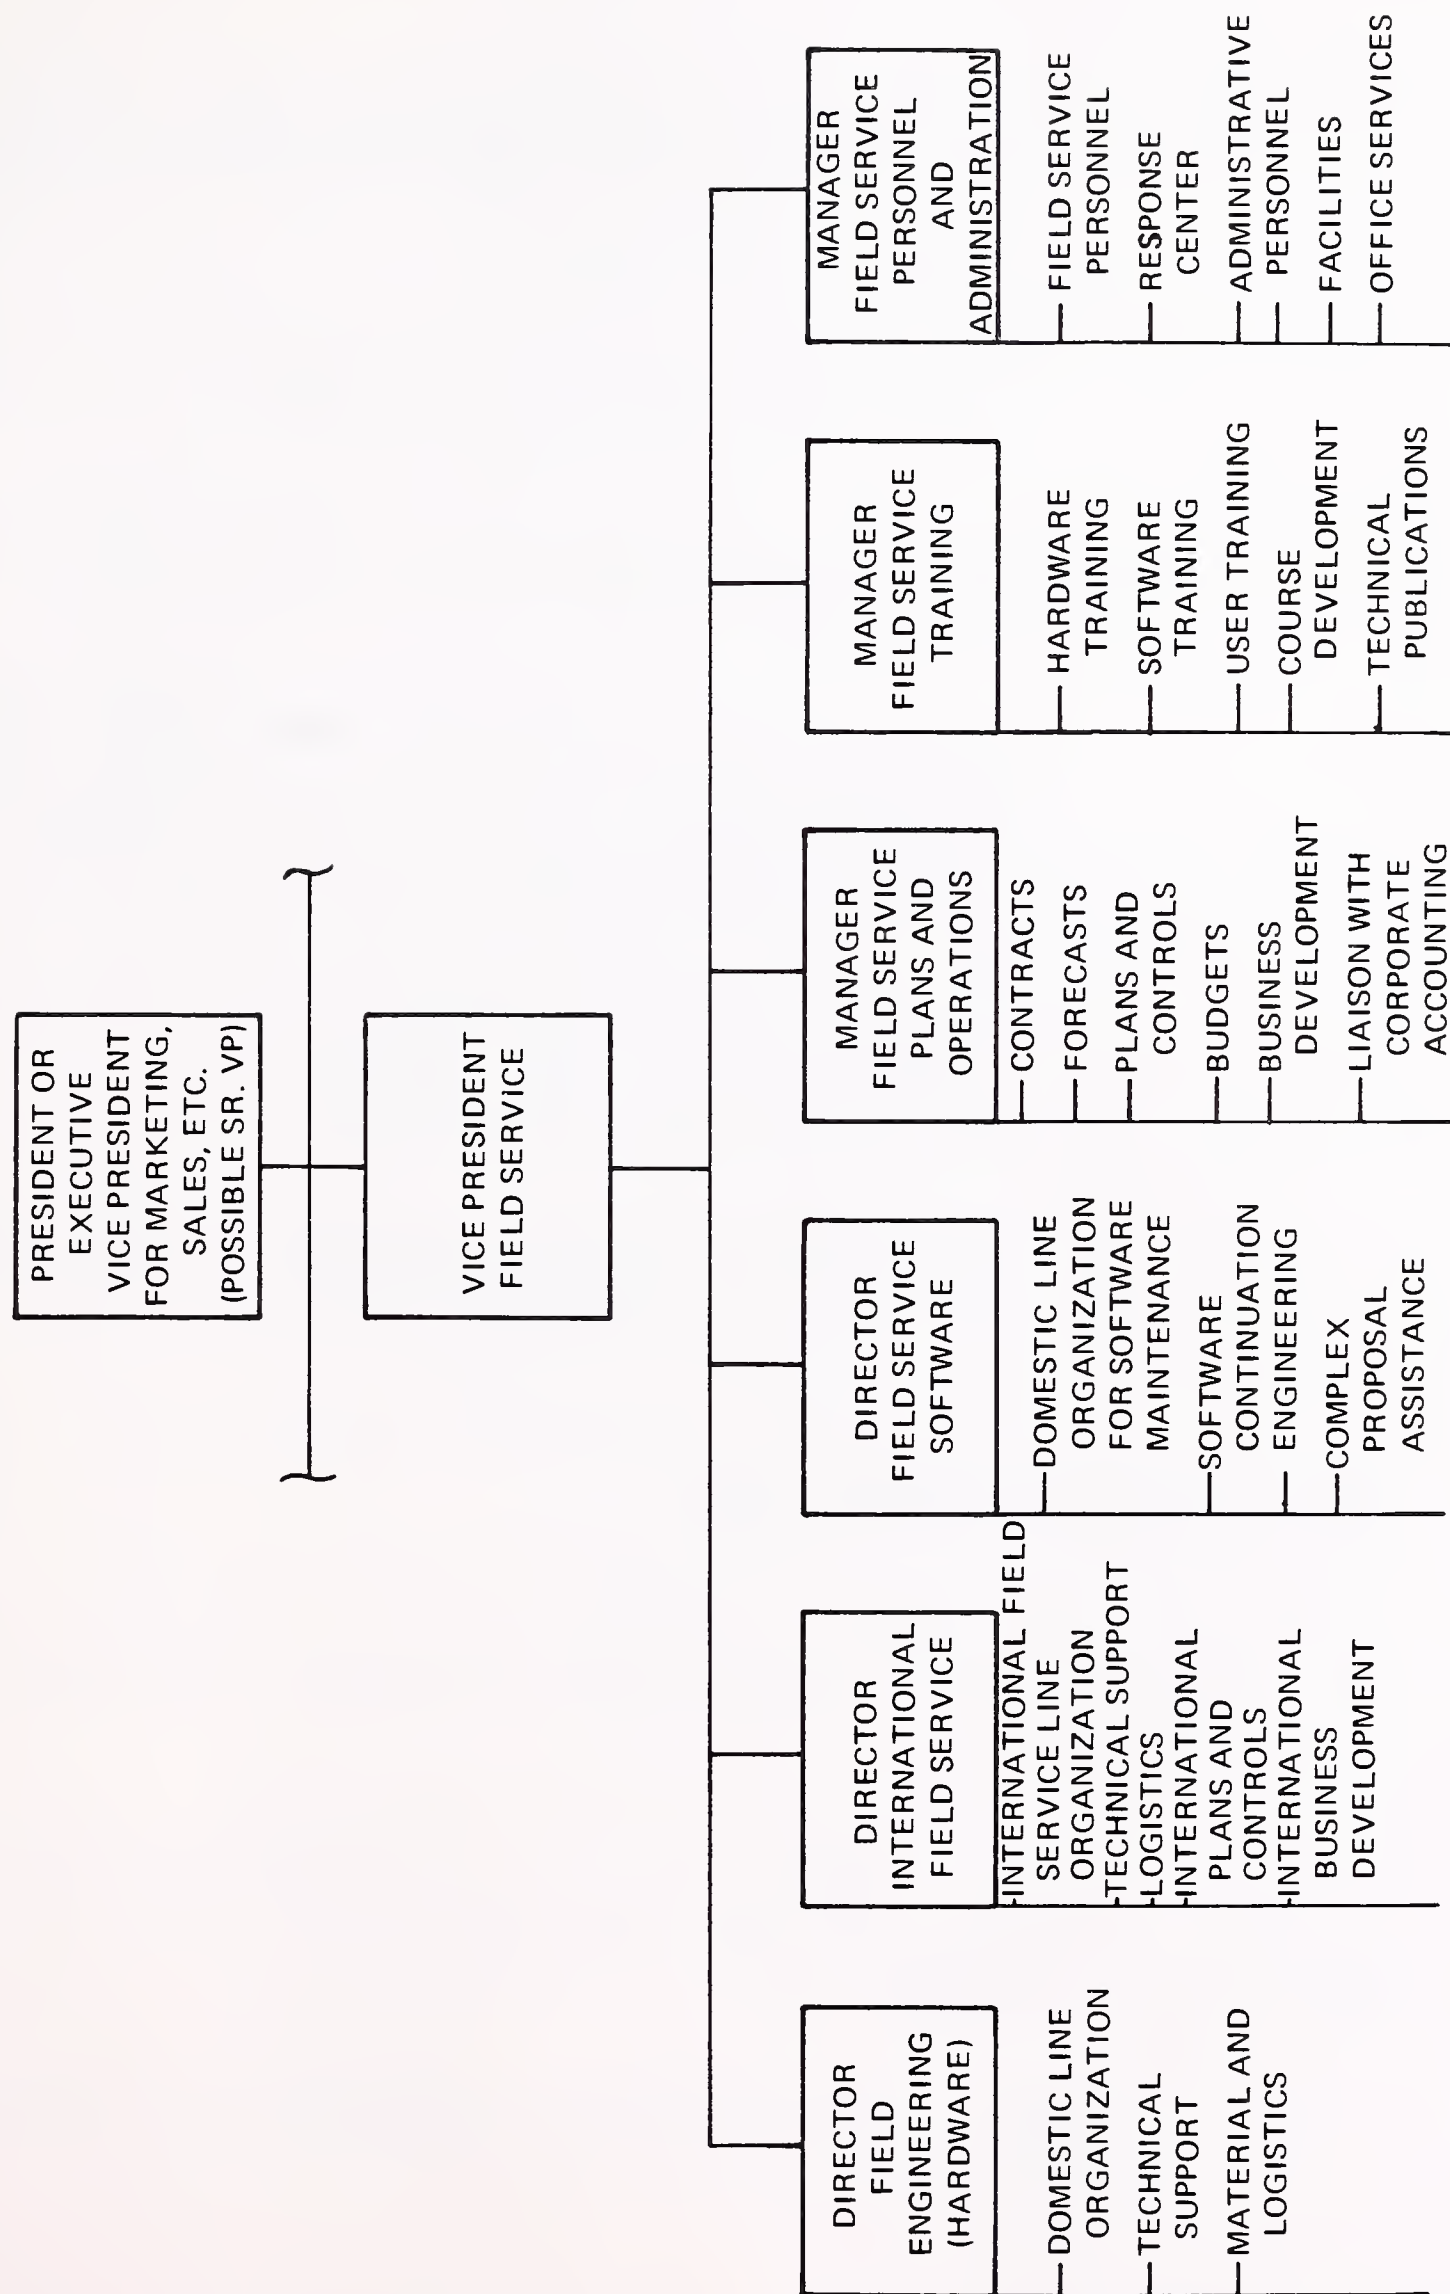 PRESIDENT OR
EXECUTIVE
VICE PRESIDENT
FOR MARKETING,
SALES, ETC.
(POSSIBLE SR. VP)
VICE PRESIDENT
FIELD SERVICE
DIRECTOR
FIELD
ENGINEERING
(HARDWARE)
DOMESTIC LINE
ORGANIZATION
TECHNICAL
SUPPORT
MATERIAL AND
LOGISTICS
DIRECTOR
INTERNATIONAL
FIELD SERVICE
INTERNATIONAL FIELD
SERVICE LINE
ORGANIZATION
TECHNICAL SUPPORT
LOGISTICS
INTERNATIONAL
PLANS AND
CONTROLS
INTERNATIONAL
BUSINESS
DEVELOPMENT
DIRECTOR
FIELD SERVICE
SOFTWARE
DOMESTIC LINE
ORGANIZATION
FOR SOFTWARE
MAINTENANCE
SOFTWARE
CONTINUATION
ENGINEERING
COMPLEX
PROPOSAL
ASSISTANCE
MANAGER
FIELD SERVICE
PLANS AND
OPERATIONS
CONTRACTS
FORECASTS
PLANS AND
CONTROLS
BUDGETS
BUSINESS
DEVELOPMENT
LIAISON WITH
CORPORATE
ACCOUNTING
MANAGER
FIELD SERVICE
TRAINING
HARDWARE
TRAINING
SOFTWARE
TRAINING
USER TRAINING
COURSE
DEVELOPMENT
TECHNICAL
PUBLICATIONS
MANAGER
FIELD SERVICE
PERSONNEL
AND
ADMINISTRATION
FIELD SERVICE
PERSONNEL
RESPONSE
CENTER
ADMINISTRATIVE
PERSONNEL
FACILITIES
OFFICE SERVICES